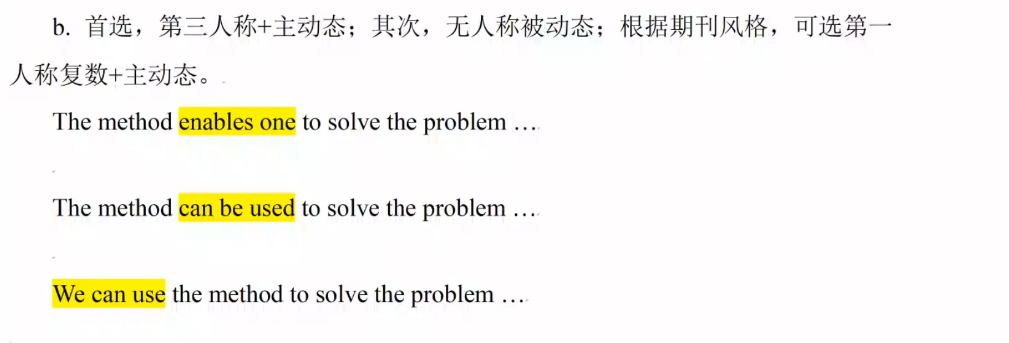 b. 首选，第三人称+主动态；其次，无人称被动态；根据期刊风格，可选第一
人称复数+主动态。
The method enables one to solve the problem …
The method can be used to solve the problem …
We can use the method to solve the problem …